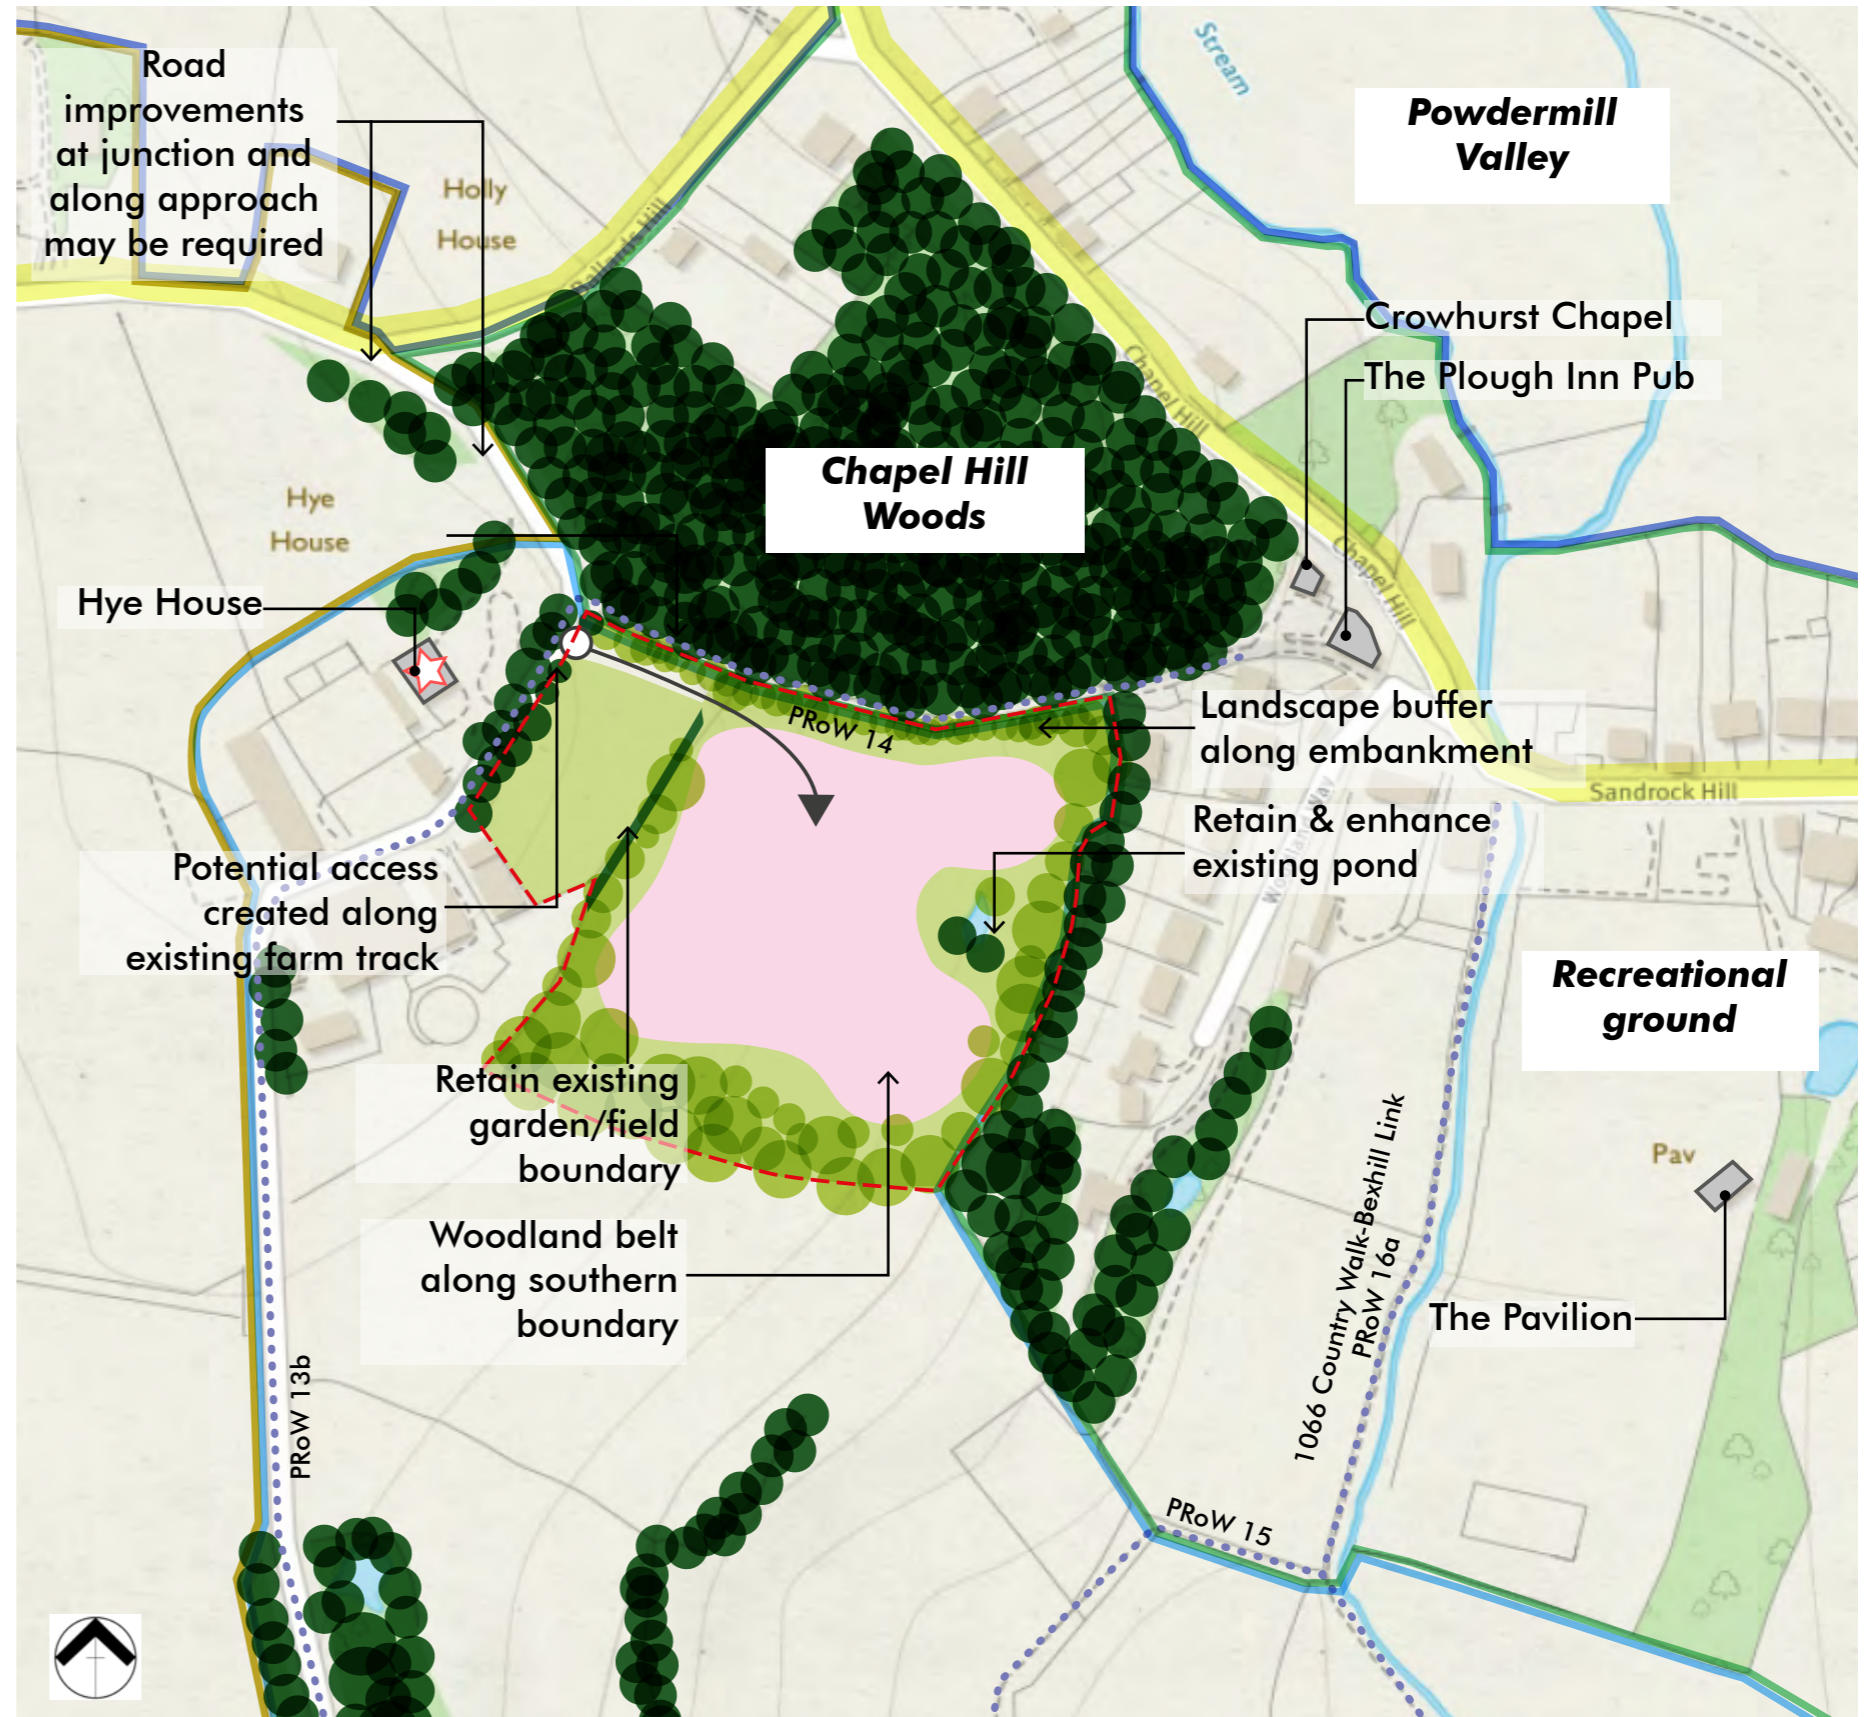 Road
improvements
at junction and
along approach
may be required
Holly
House
Ballards Hill
Stream
Powdermill
Valley
Crowhurst Chapel
The Plough Inn Pub
Chapel Hill
Chapel Hill
Woods
Hye
House
Chapel Hill
Hye House
PRoW 14
Landscape buffer
along embankment
Sandrock Hill
Retain & enhance
existing pond
Woodland Way
Potential access
created along
existing farm track
Recreational
ground
Retain existing
garden/field
boundary
Pav
Woodland belt
along southern
boundary
1066 Country Walk-Bexhill Link
PRoW 16a
The Pavilion
PRoW 13b
PRoW 15